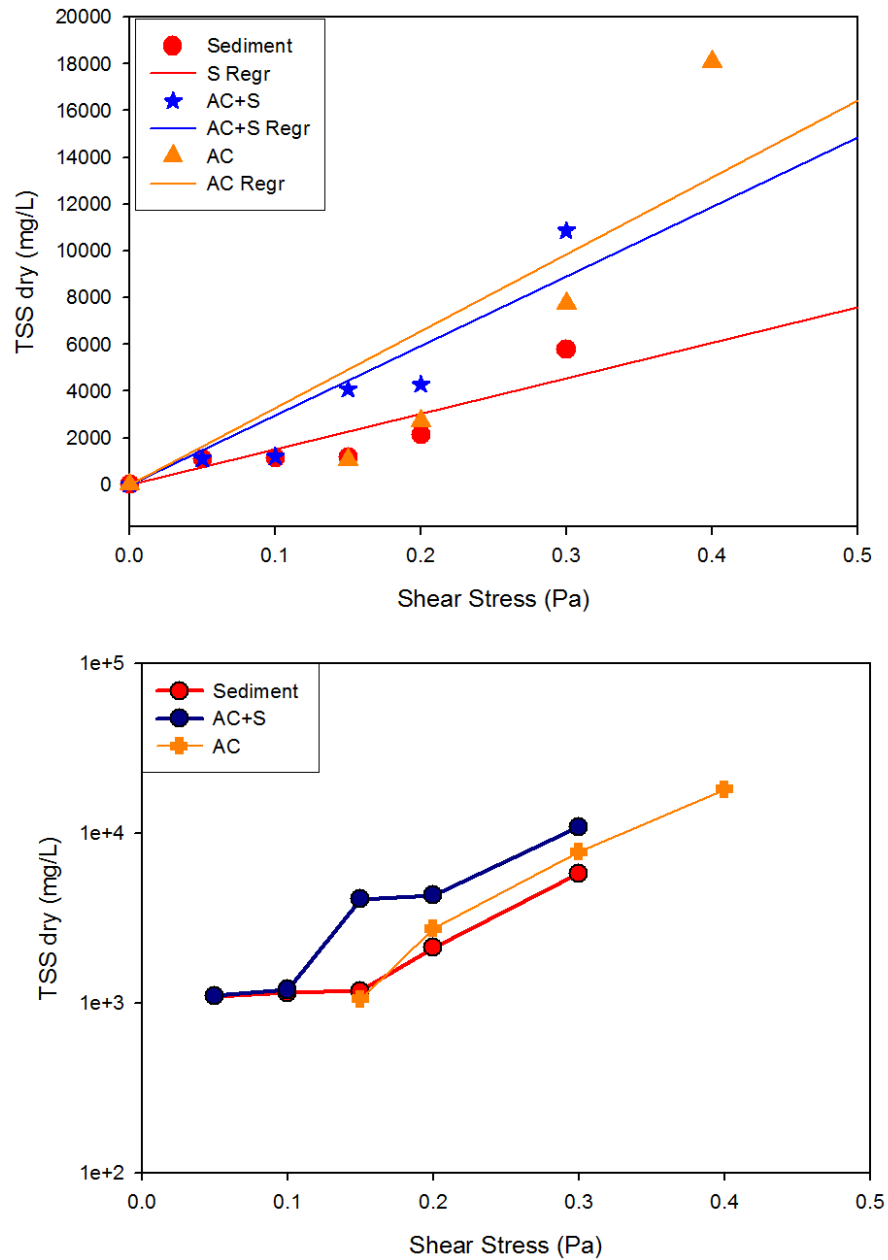 20000
18000
16000
14000
12000
10000
8000
6000
4000
2000
0
TSS dry (mg/L)
Sediment
S Regr
AC+S
AC+S Regr
AC
AC Regr
0.0 0.1 0.2 0.3 0.4 0.5
Shear Stress (Pa)
1e+5
1e+4
1e+3
1e+2
TSS dry (mg/L)
Sediment
AC+S
AC
0.0 0.1 0.2 0.3 0.4 0.5
Shear Stress (Pa)